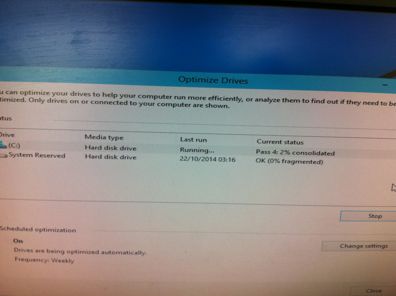 Optimize Drives
ou can optimize your drives to help your computer run more efficiently, or analyze them to find out if they need to be
timized. Only drives on or connected to your computer are shown.
atus
Drive Media type Last run Current status
(C:) Hard disk drive Running... Pass 4: 2% consolidated
System Reserved Hard disk drive 22/10/2014 03:16 OK (0% fragmented)
Stop
Scheduled optimization
On Change settings
Drives are being optimized automatically.
Frequency: Weekly
Close